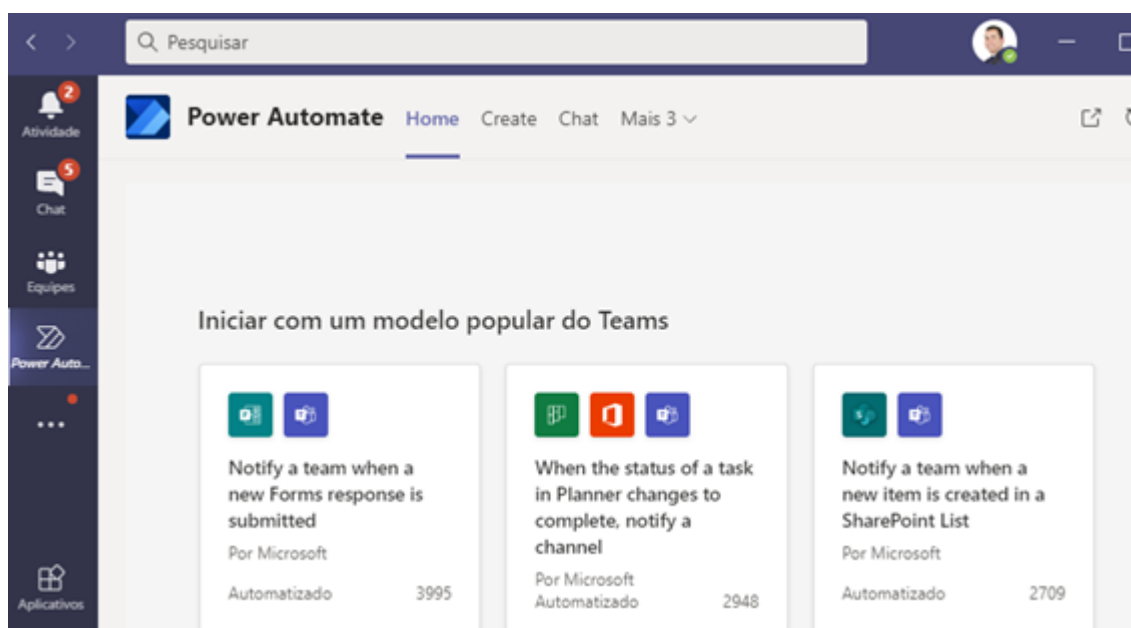 Pesquisar
2
Atividade
Power Automate Home Create Chat Mais 3
5
Chat
Equipes
Iniciar com um modelo popular do Teams
Power Auto...
Notify a team when a
new Forms response is
submitted
Por Microsoft
Automatizado 3995
When the status of a task
in Planner changes to
complete, notify a
channel
Por Microsoft
Automatizado 2948
Notify a team when a
new item is created in a
SharePoint List
Por Microsoft
Automatizado 2709
Aplicativos